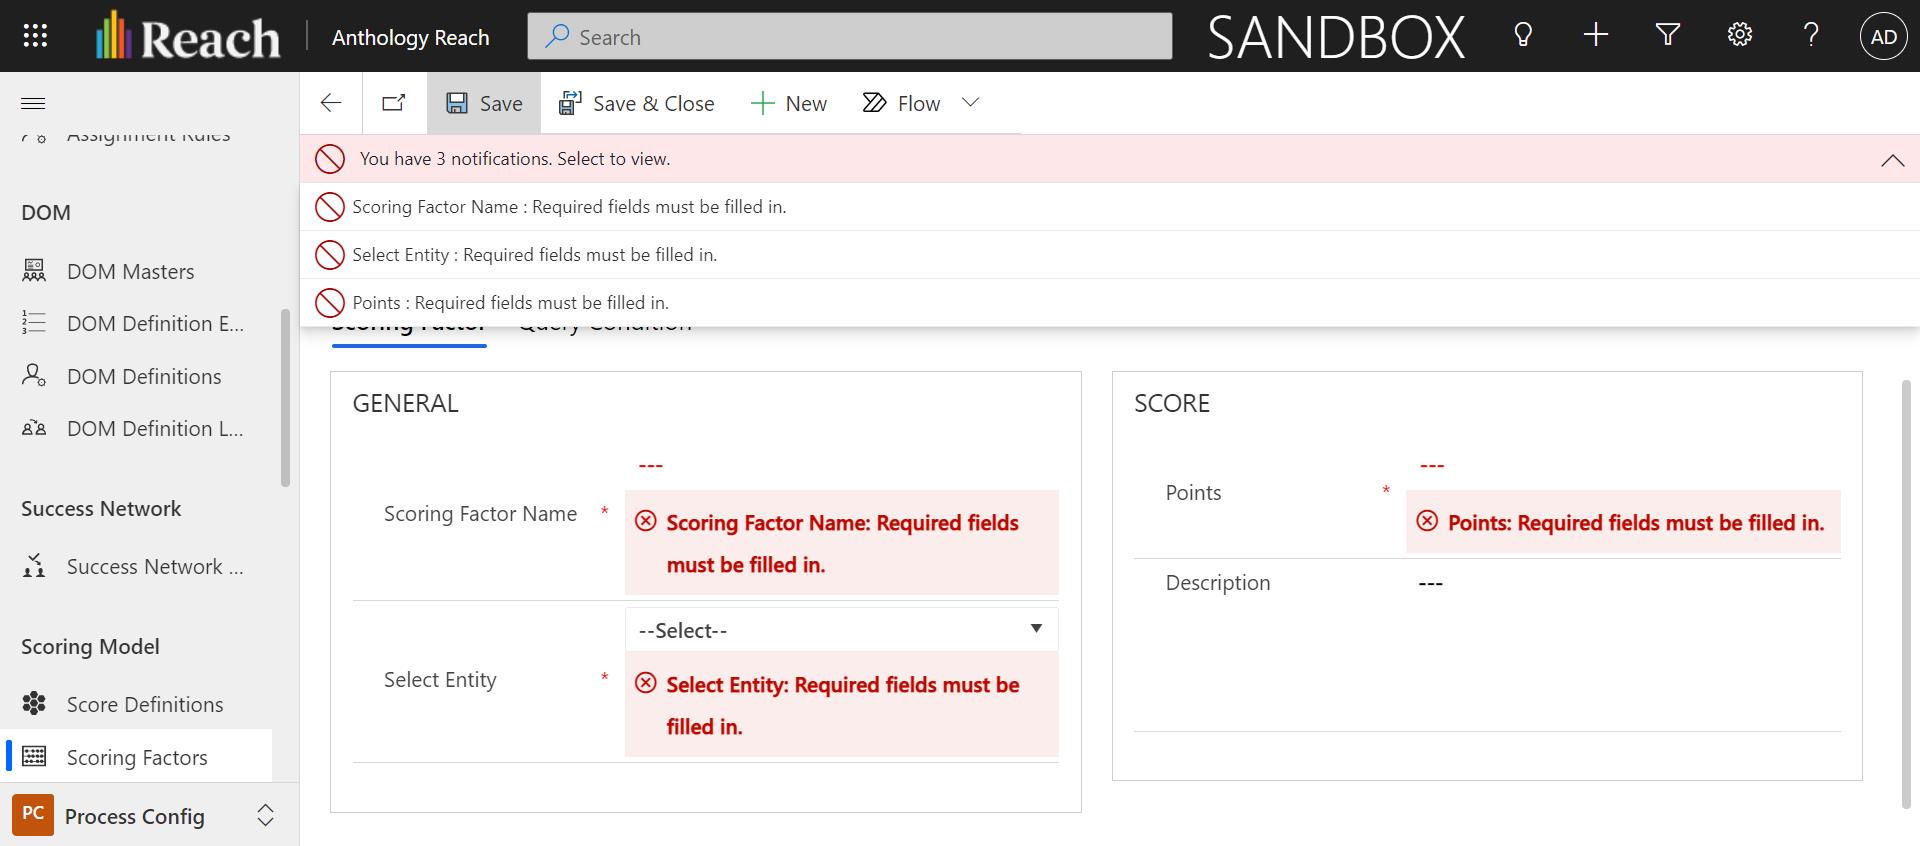 Reach
Anthology Reach
Search
SANDBOX
AD
Save
Save & Close
New
Flow
Assignment Rules
You have 3 notifications. Select to view.
Scoring Factor Name : Required fields must be filled in.
DOM
Select Entity : Required fields must be filled in.
DOM Masters
Points : Required fields must be filled in.
DOM Definition E...
Scoring Factor
Query Condition
DOM Definitions
DOM Definition L...
GENERAL
---
Scoring Factor Name *
Scoring Factor Name: Required fields
must be filled in.
Select Entity *
--Select--
Select Entity: Required fields must be
filled in.
SCORE
---
Points *
Points: Required fields must be filled in.
Description
---
Success Network
Success Network ...
Scoring Model
Score Definitions
Scoring Factors
PC
Process Config